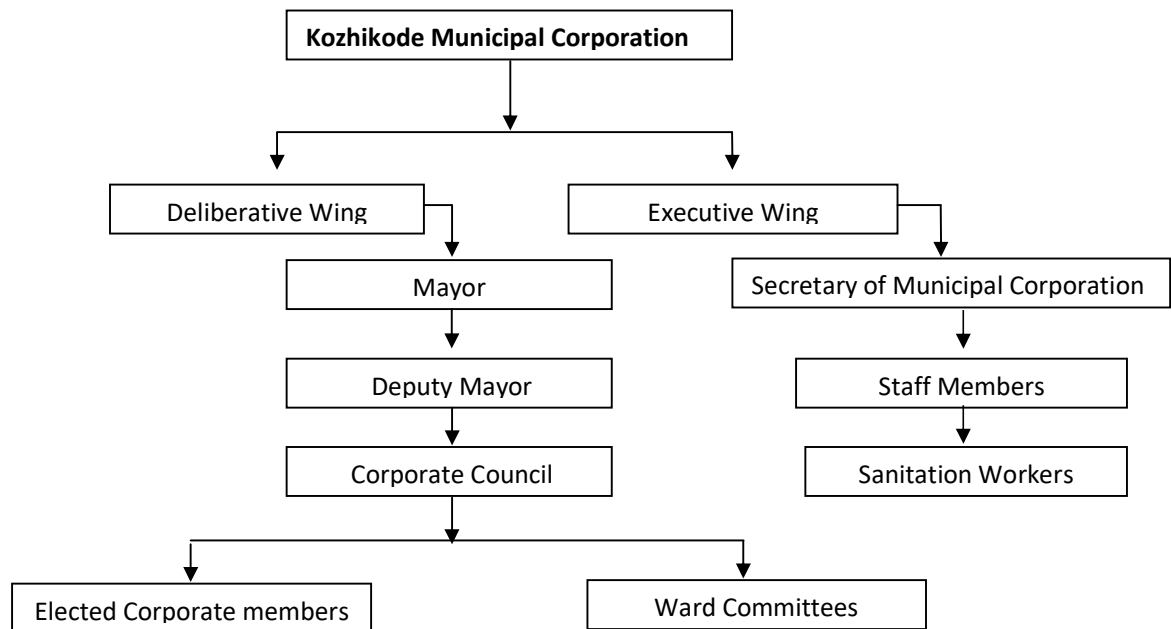 Kozhikode Municipal Corporation
Deliberative Wing
Executive Wing
Mayor
Secretary of Municipal Corporation
Deputy Mayor
Staff Members
Corporate Council
Sanitation Workers
Elected Corporate members
Ward Committees